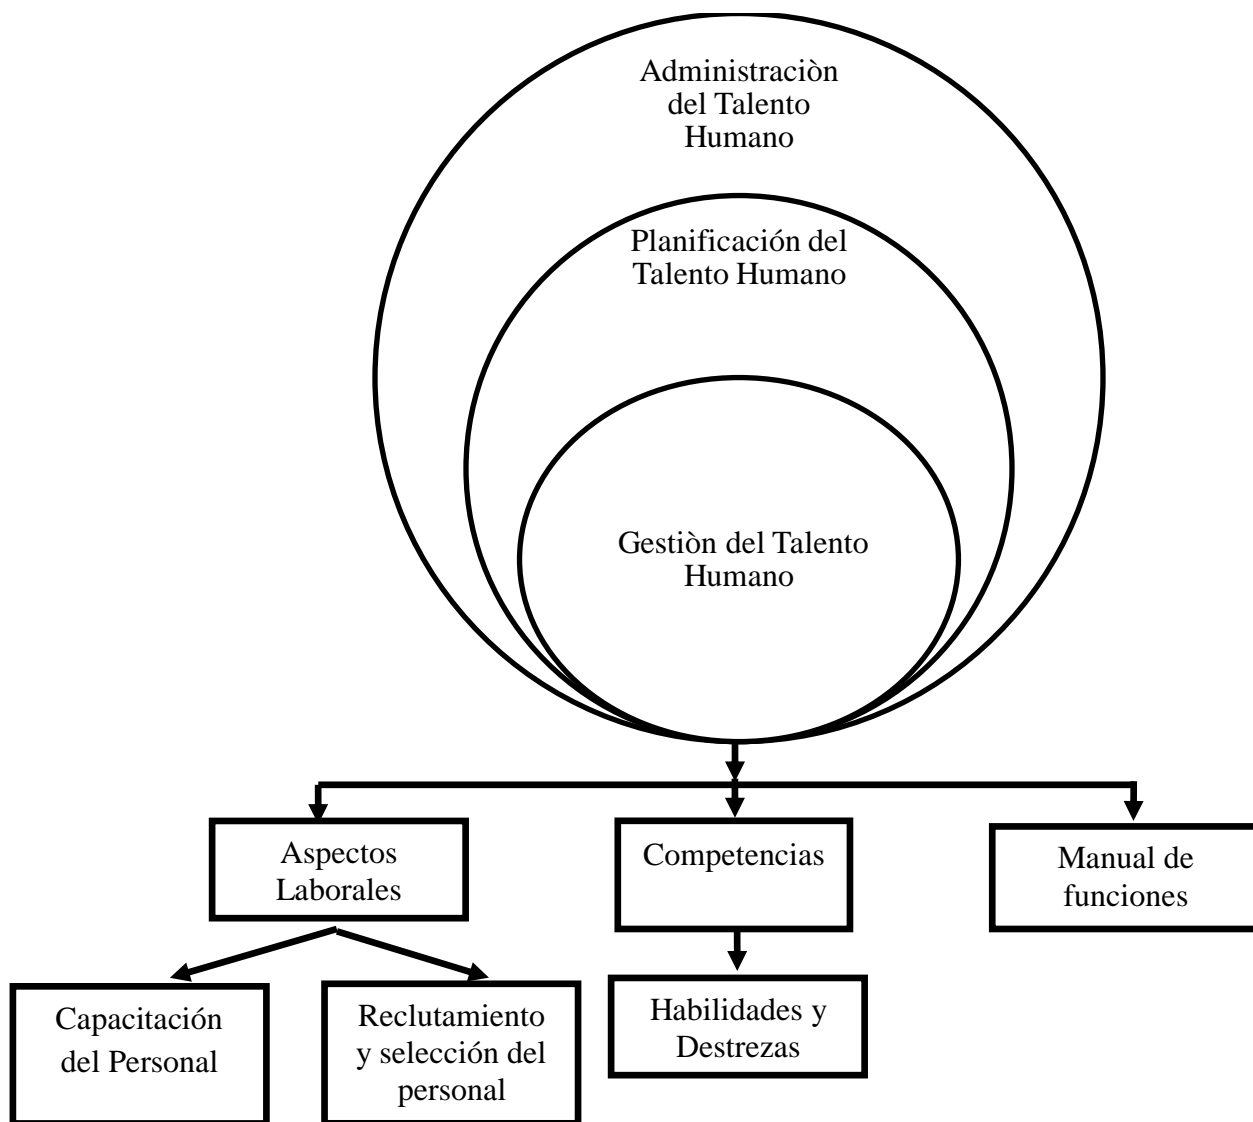 Administraciòn
del Talento
Humano
Planificación del
Talento Humano
Gestiòn del Talento
Humano
Aspectos
Laborales
Competencias
Manual de
funciones
Capacitación
del Personal
Reclutamiento
y selección del
personal
Habilidades y
Destrezas